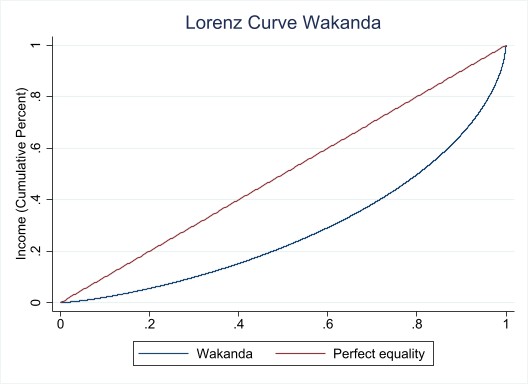 Lorenz Curve Wakanda
Income (Cumulative Percent)
1
.8
.6
.4
.2
0
0 .2 .4 .6 .8 1
Wakanda Perfect equality